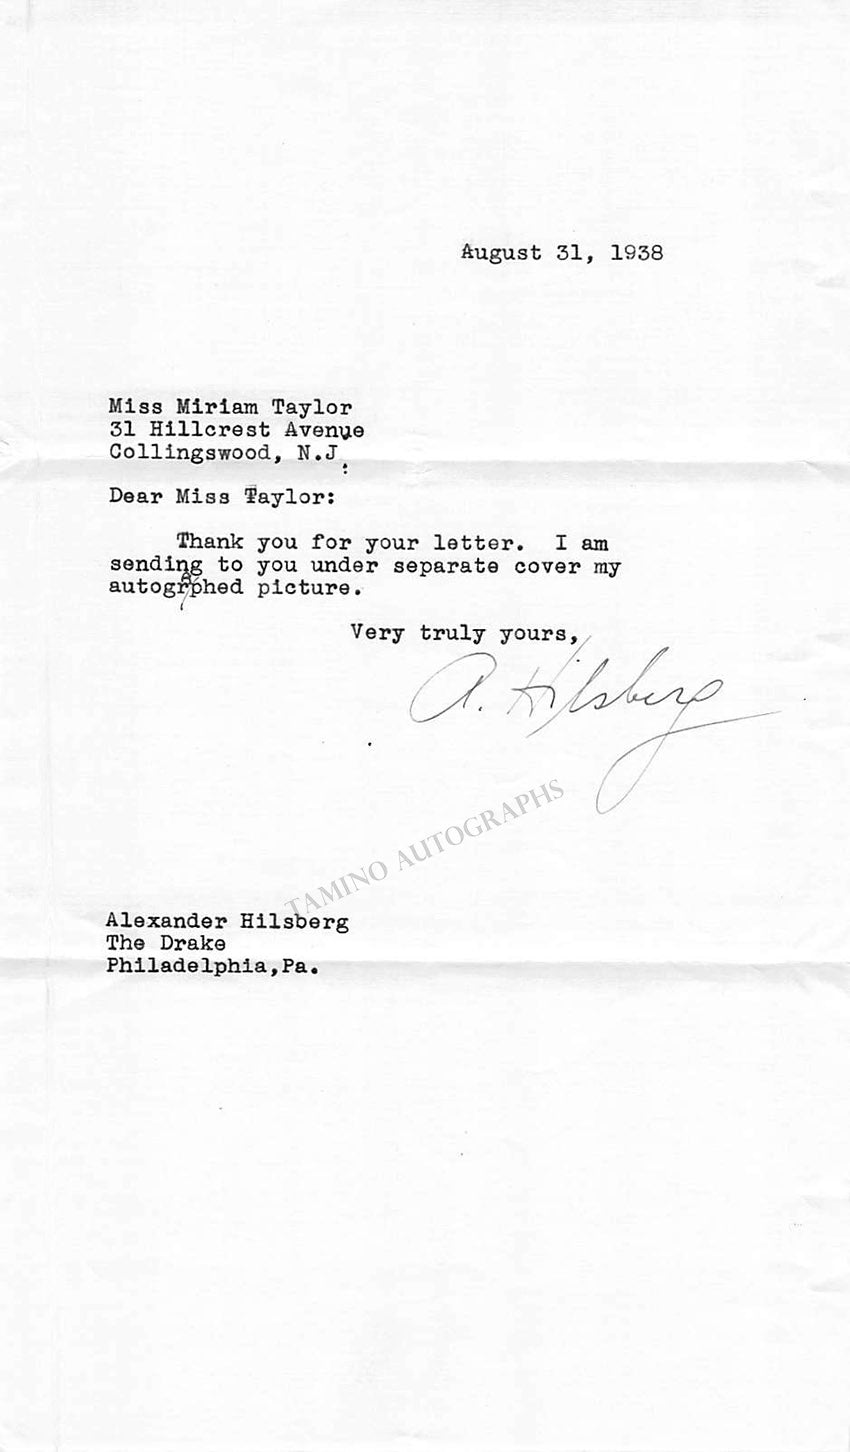 August 31, 1938
Miss Miriam Taylor
31 Hillcrest Avenue
Collingswood, N.J.
Dear Miss Taylor:
Thank you for your letter. I am
sending to you under separate cover my
autographed picture.
Very truly yours,
A. Hilsberg
TAMINO AUTOGRAPHS
Alexander Hilsberg
The Drake
Philadelphia,Pa.